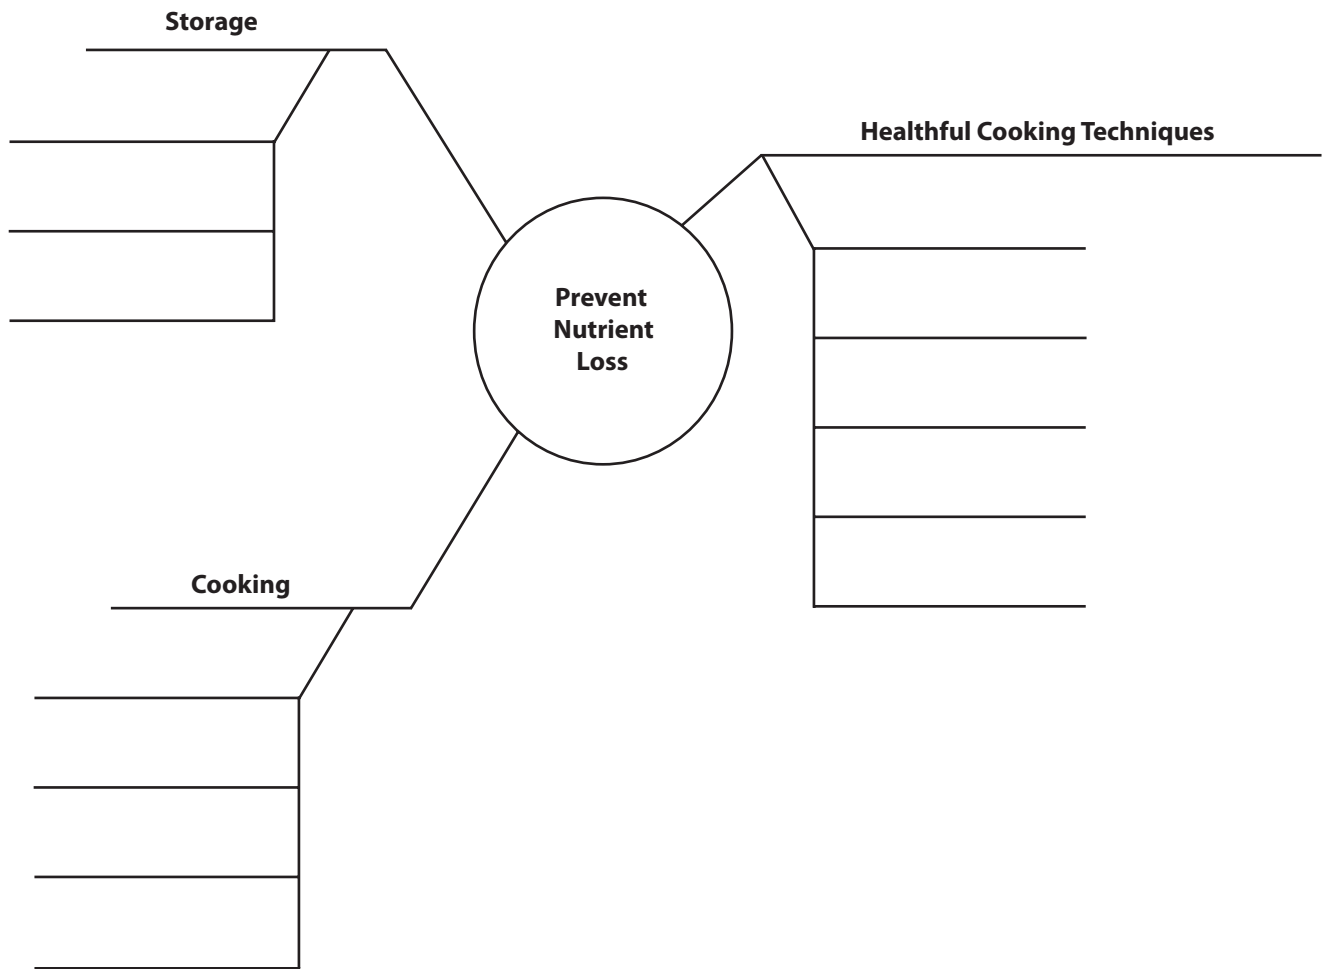 Storage
Healthful Cooking Techniques
Prevent
Nutrient
Loss
Cooking